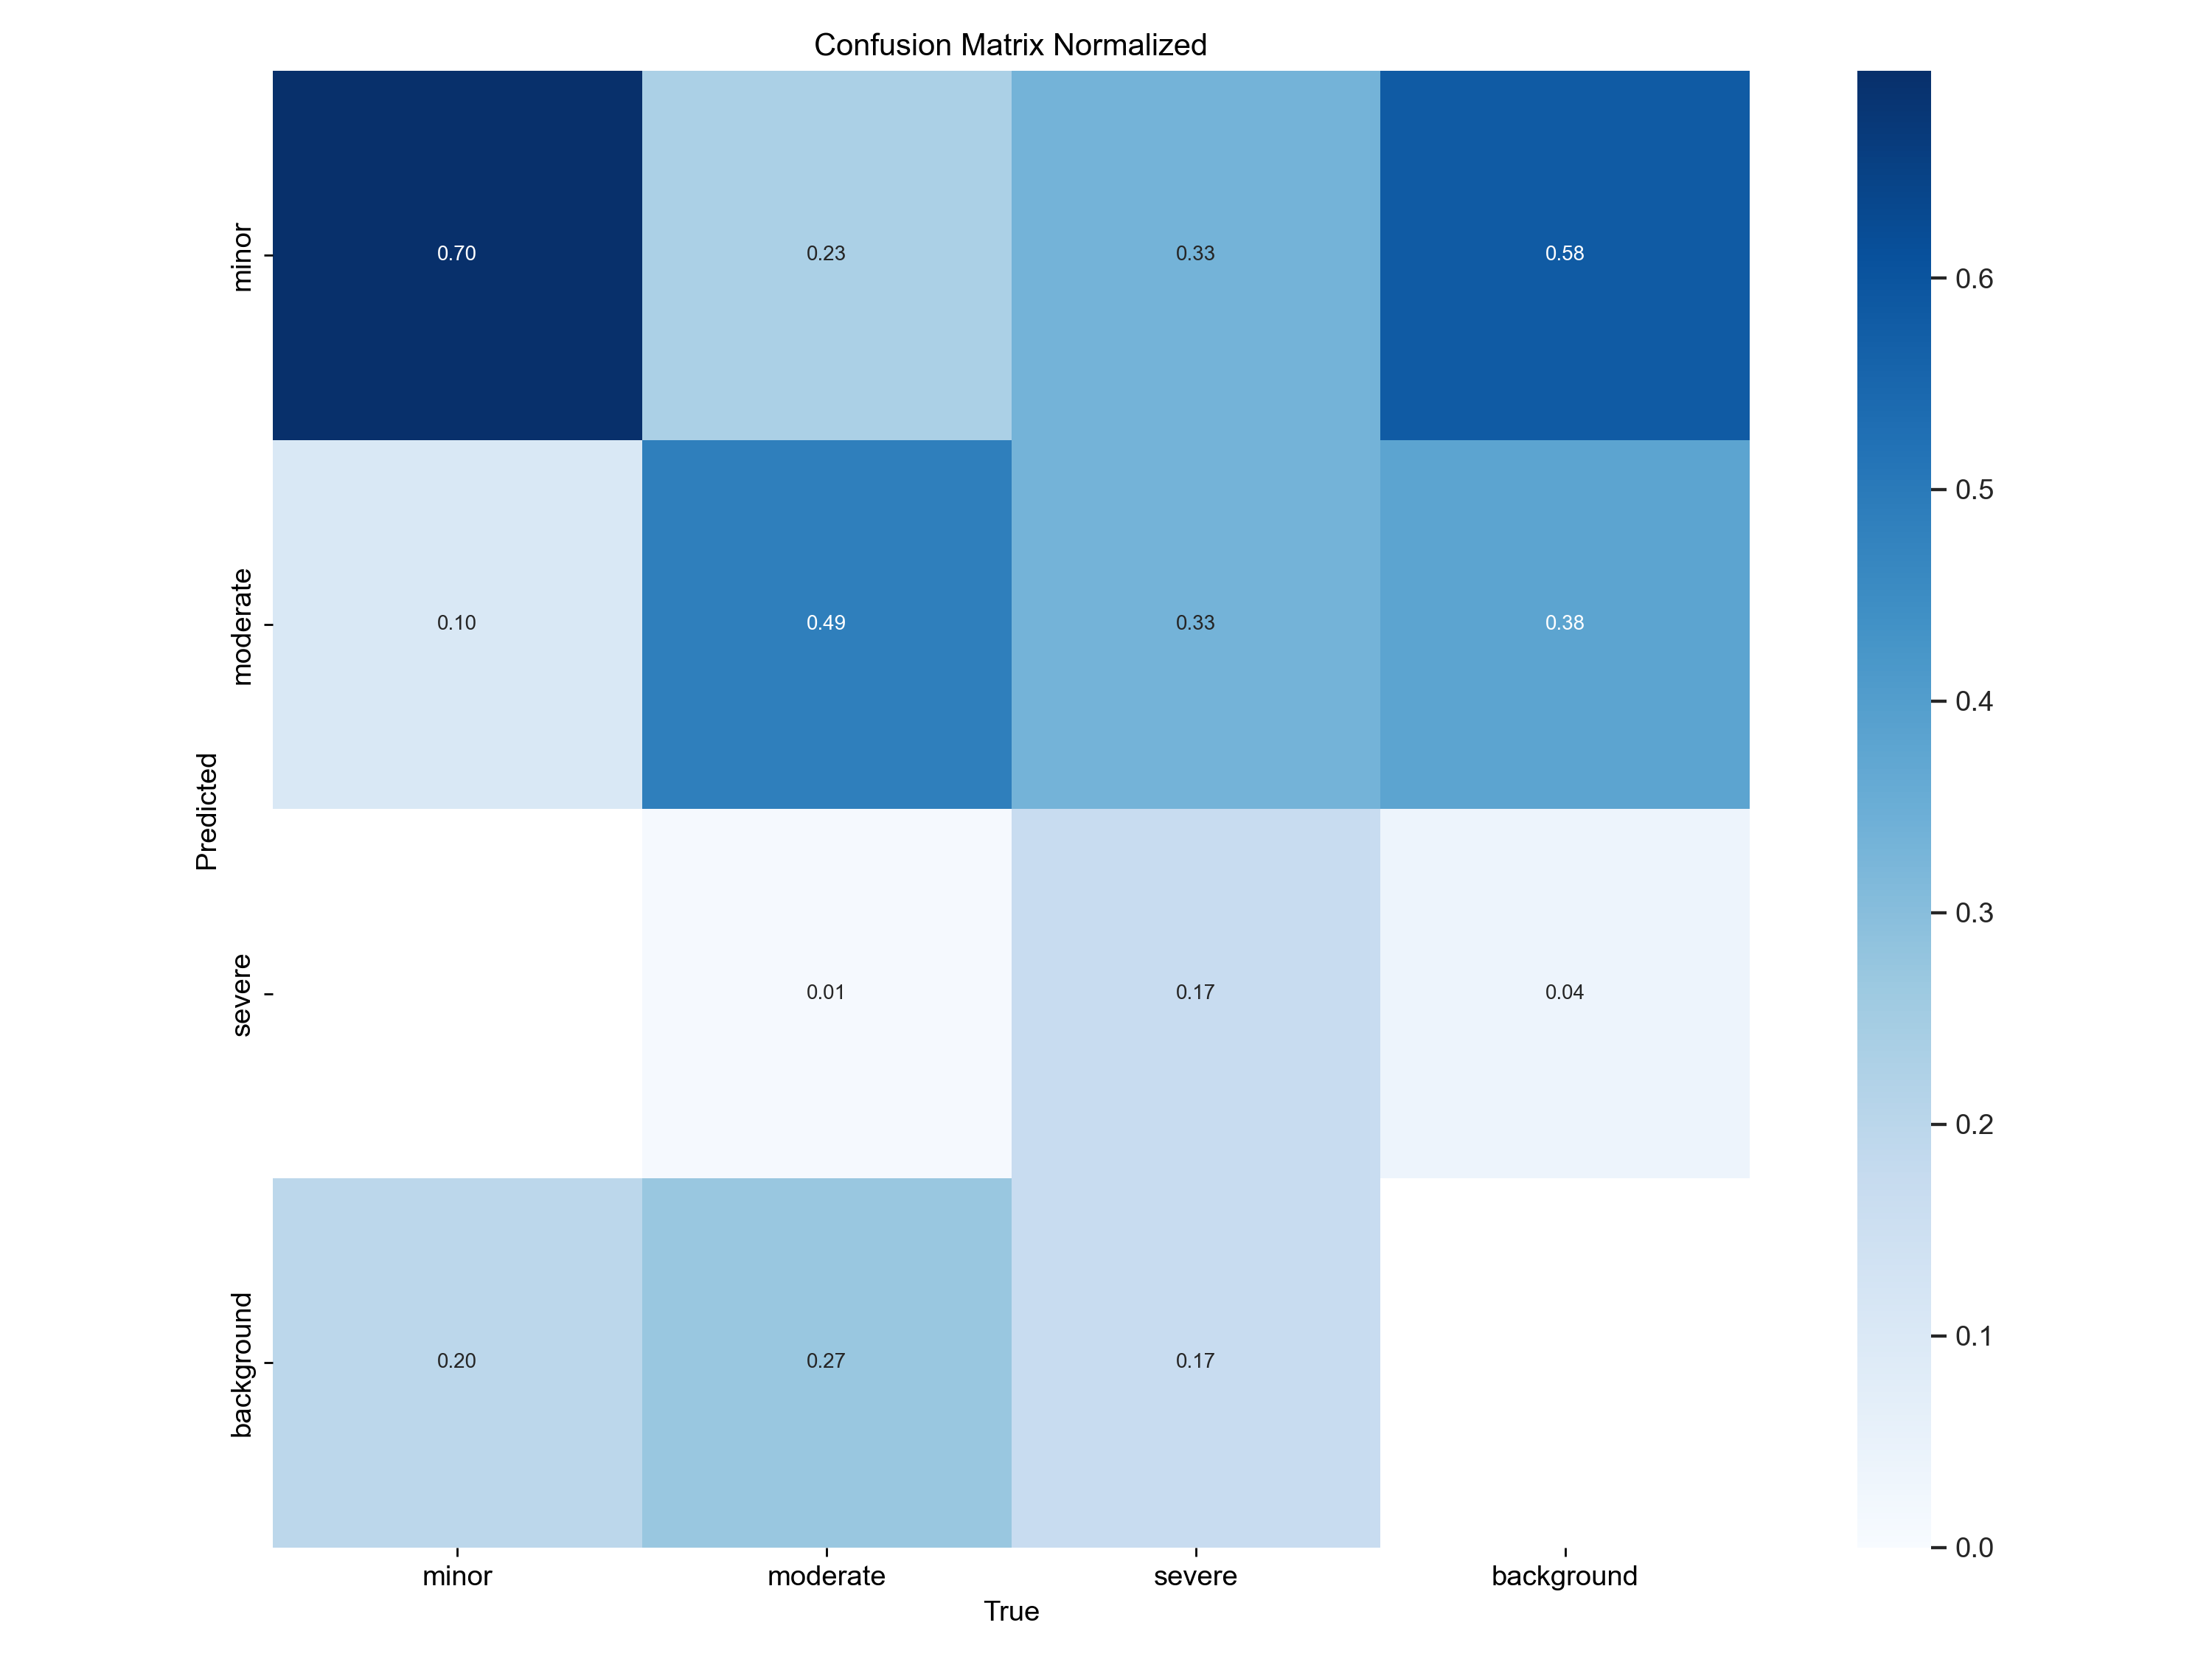 Confusion Matrix Normalized
minor
0.70
0.23
0.33
0.58
moderate
0.10
0.49
0.33
0.38
severe
0.01
0.17
0.04
background
0.20
0.27
0.17
Predicted
minor
moderate
severe
background
True
0.6
0.5
0.4
0.3
0.2
0.1
0.0